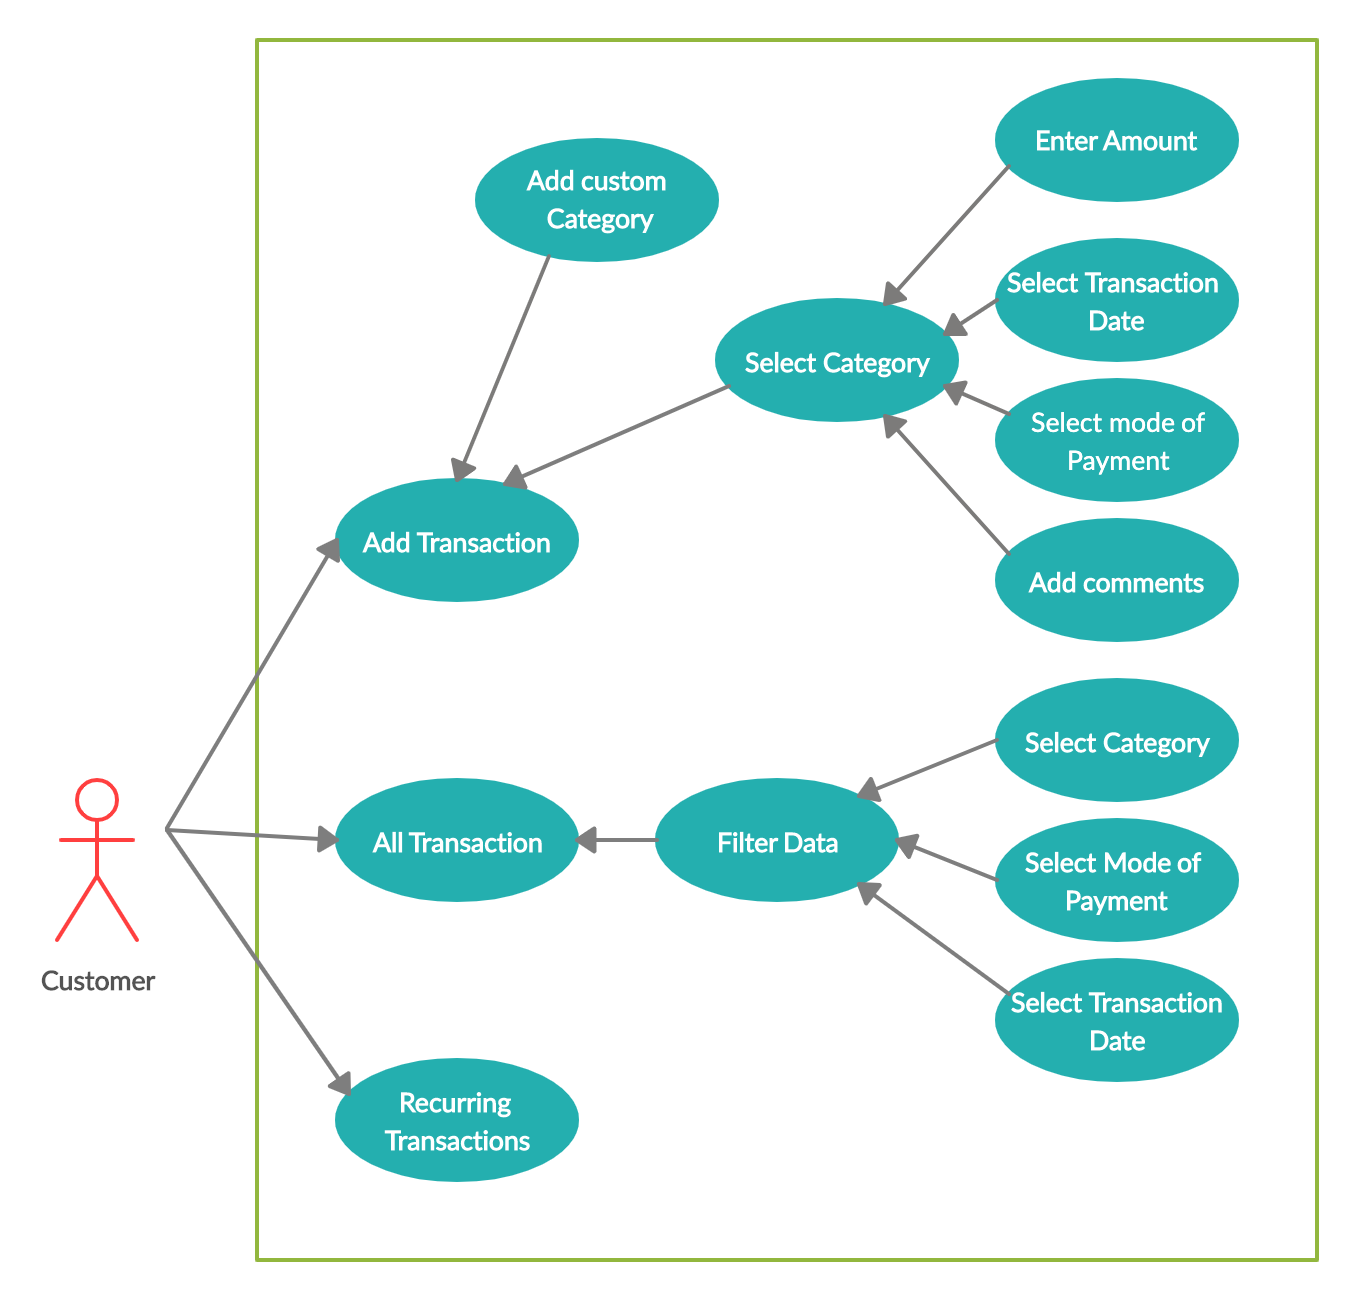 Enter Amount
Add custom
Category
Select Transaction
Date
Select Category
Select mode of
Payment
Add Transaction
Add comments
Select Category
All Transaction
Filter Data
Select Mode of
Payment
Customer
Select Transaction
Date
Recurring
Transactions